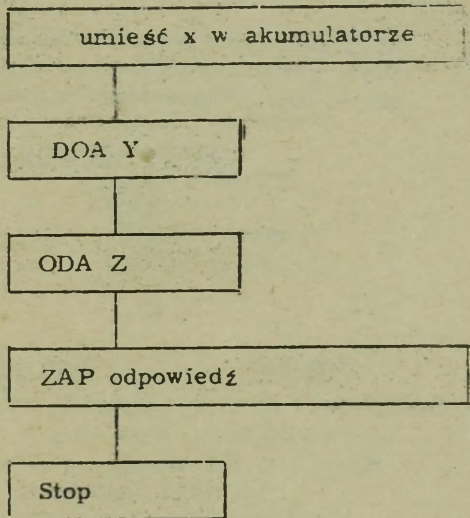 umieść x w akumulatorze
DOA Y
ODA Z
ZAP odpowiedź
Stop